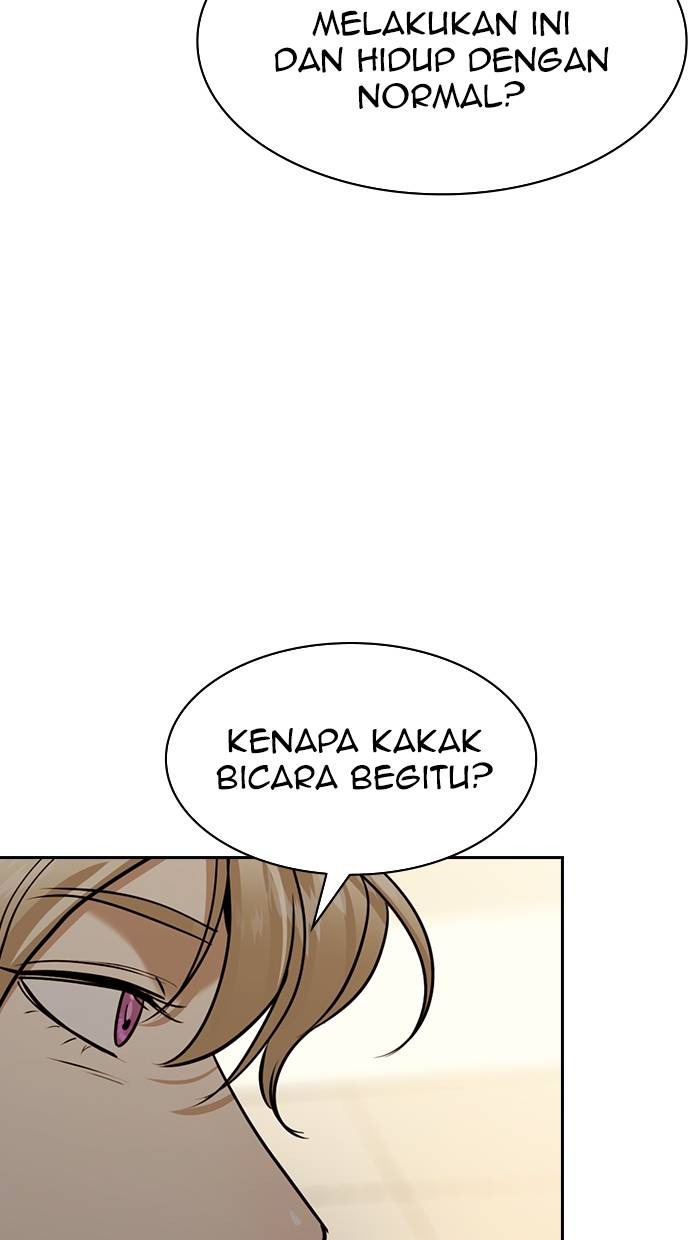 MELAKUKAN INI
DAN HIDUP DENGAN
NORMAL?
KENAPA KAKAK
BICARA BEGITU?